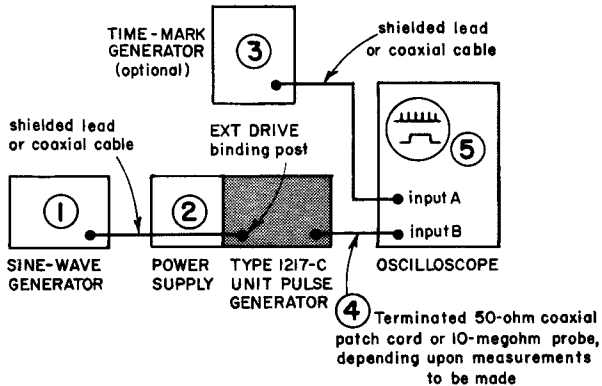 TIME-MARK
GENERATOR
(optional)
3
shielded lead
or coaxial cable
shielded lead
or coaxial cable
EXT DRIVE
binding post
5
1
2
input A
input B
SINE-WAVE
GENERATOR
POWER
SUPPLY
TYPE 1217-C
UNIT PULSE
GENERATOR
OSCILLOSCOPE
4
Terminated 50-ohm coaxial
patch cord or 10-megohm probe,
depending upon measurements
to be made